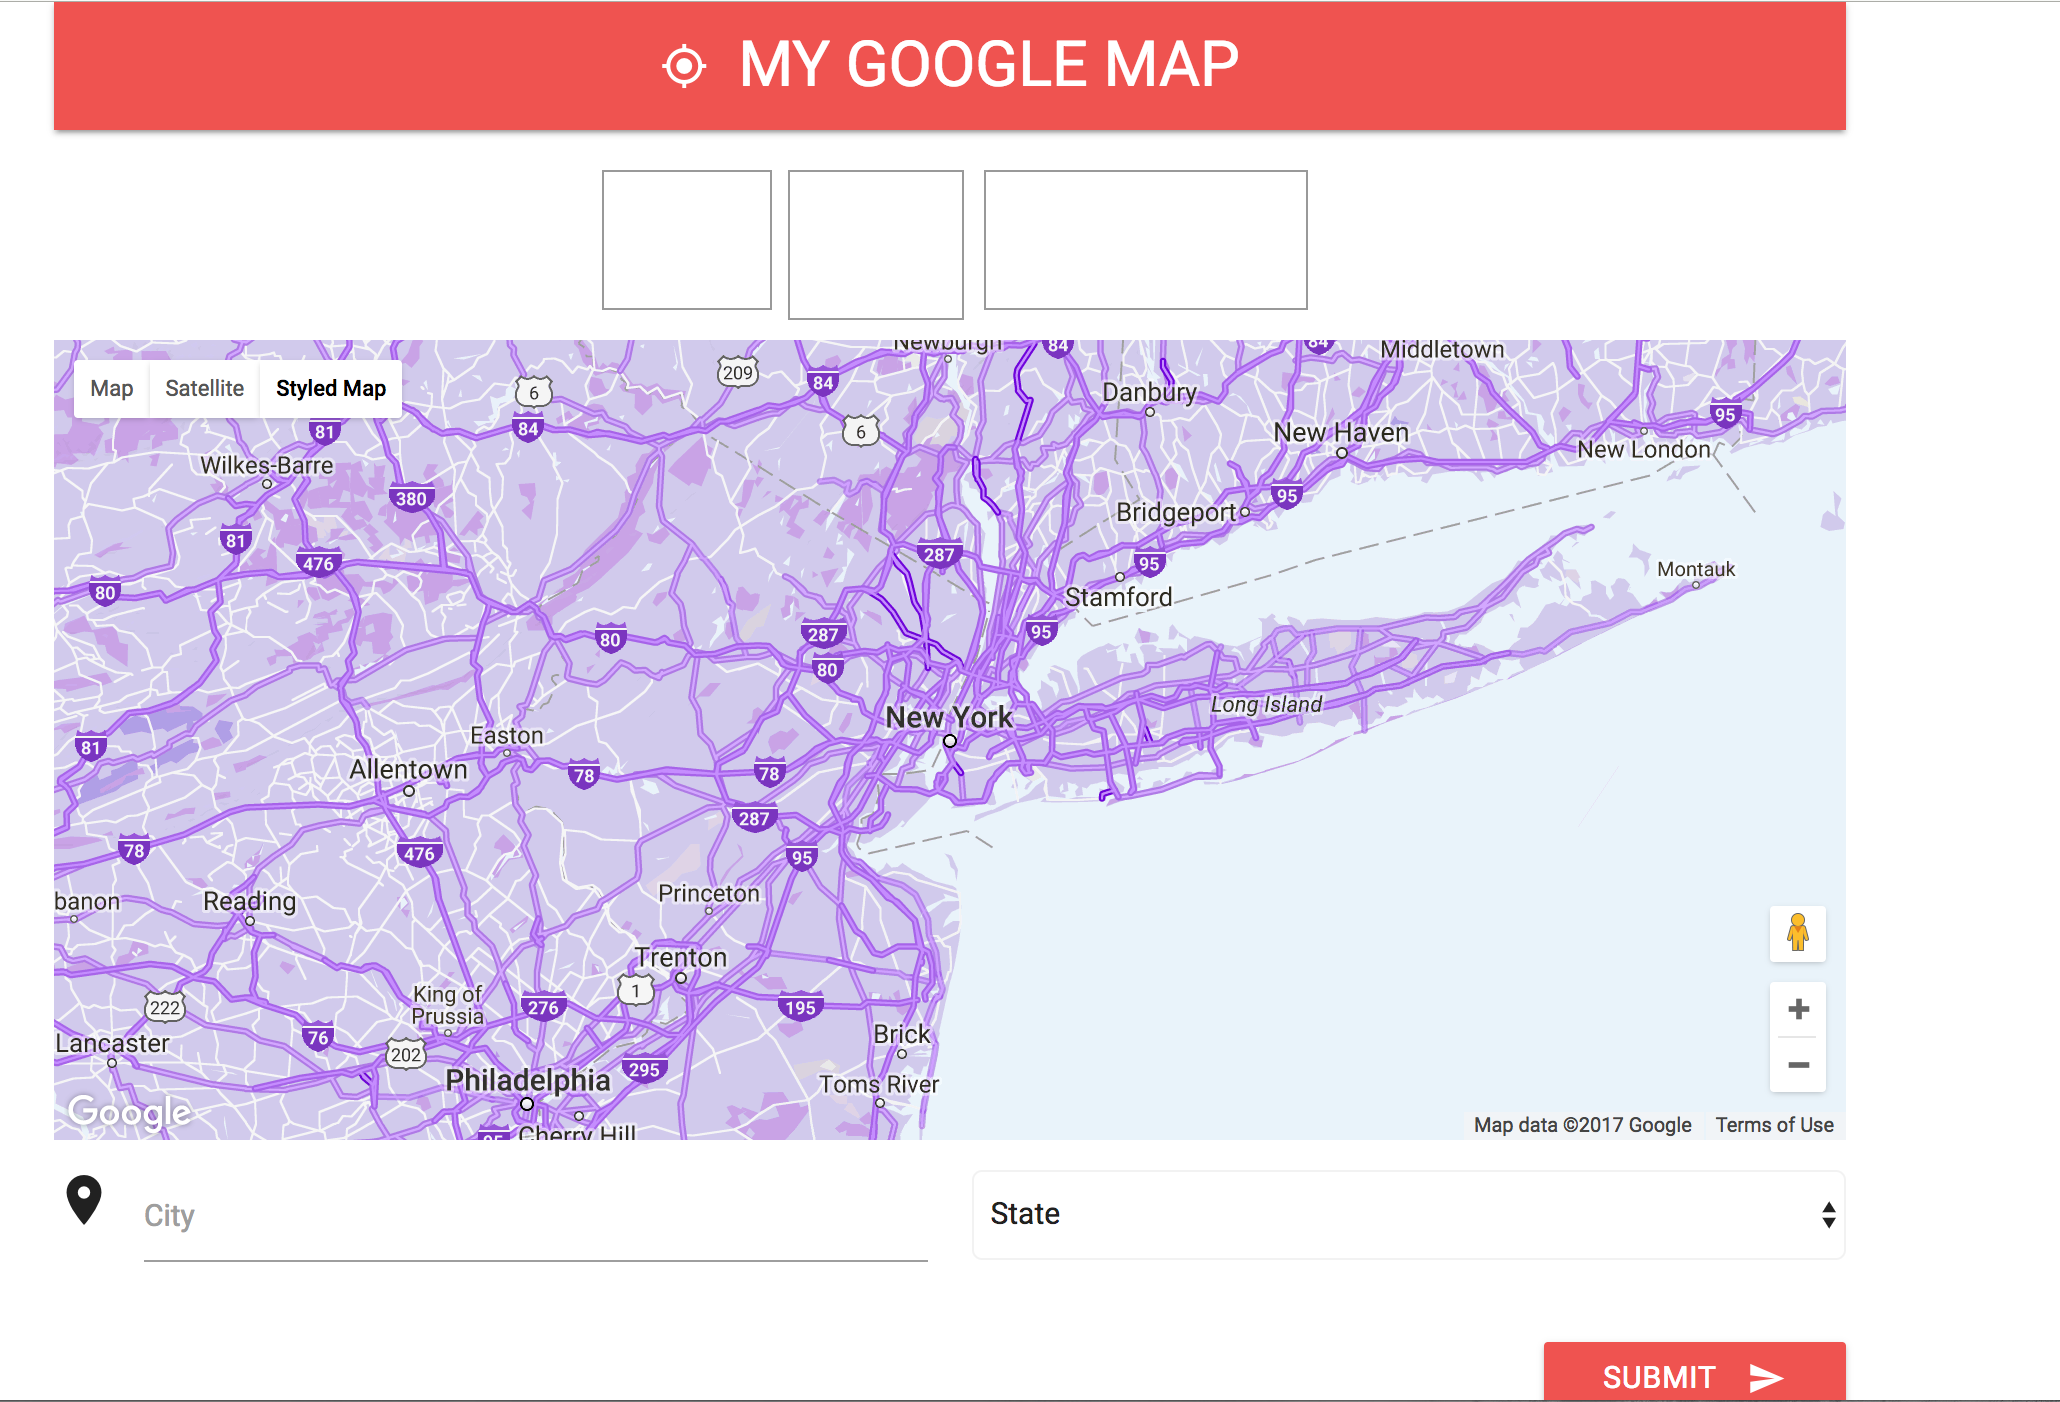 MY GOOGLE MAP
Newburgh
84
84
Middletown
Map Satellite Styled Map
209
84
6
Danbury
81
84
6
New Haven
95
New London
Wilkes-Barre
380
95
Bridgeport
81
476
287
95
Montauk
80
Stamford
80
287
95
80
Long Island
New York
Easton
81
Allentown
78
78
287
78
476
95
Princeton
banon
Reading
Trenton
1
King of
Prussia
222
276
195
76
Brick
Lancaster
202
295
Philadelphia
Toms River
Google
Cherry Hill
95
Map data ©2017 Google Terms of Use
City
State
SUBMIT